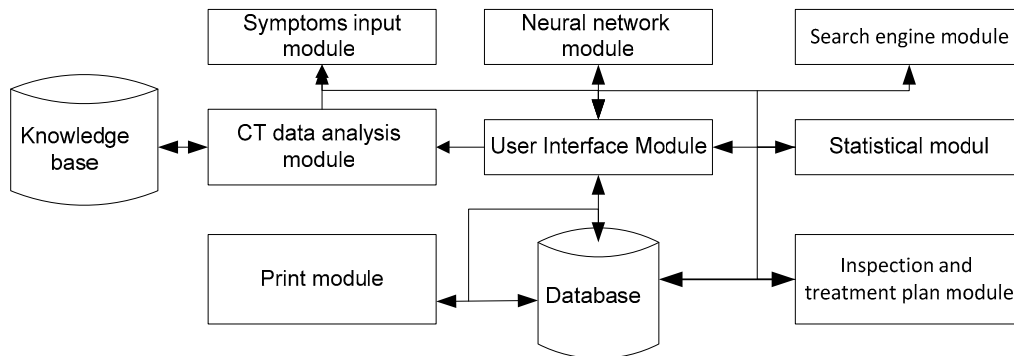 Symptoms input
module
Neural network
module
Search engine module
Knowledge
base
CT data analysis
module
User Interface Module
Statistical modul
Print module
Database
Inspection and
treatment plan module